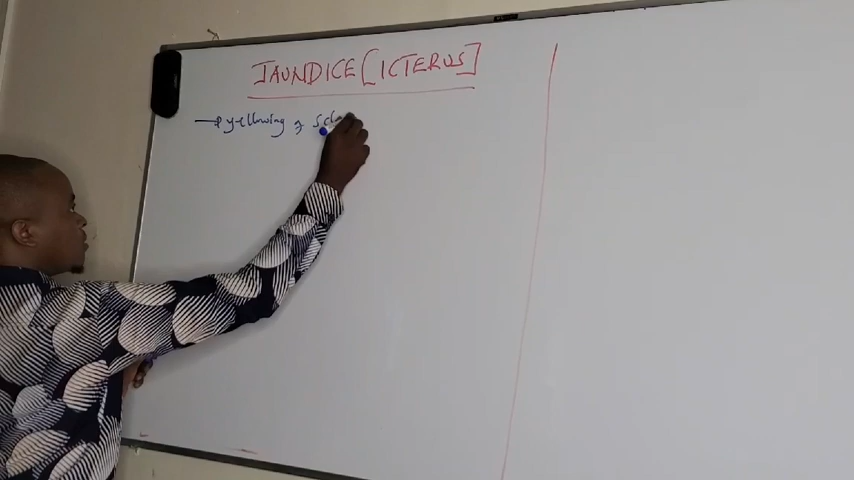 JAUNDICE [ICTERUS]
→ yellowing of